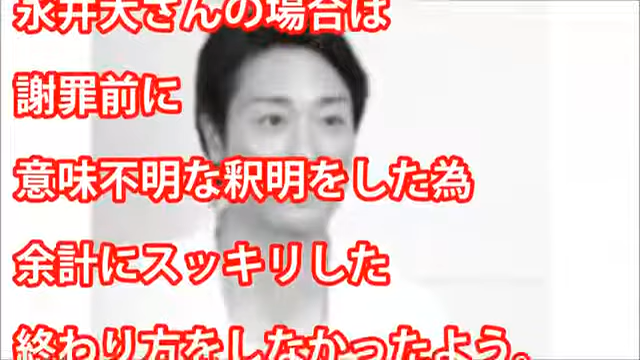 永井大さんの場合は
謝罪前に
意味不明な釈明をした為
余計にスッキリした
終わり方をしなかったよう。